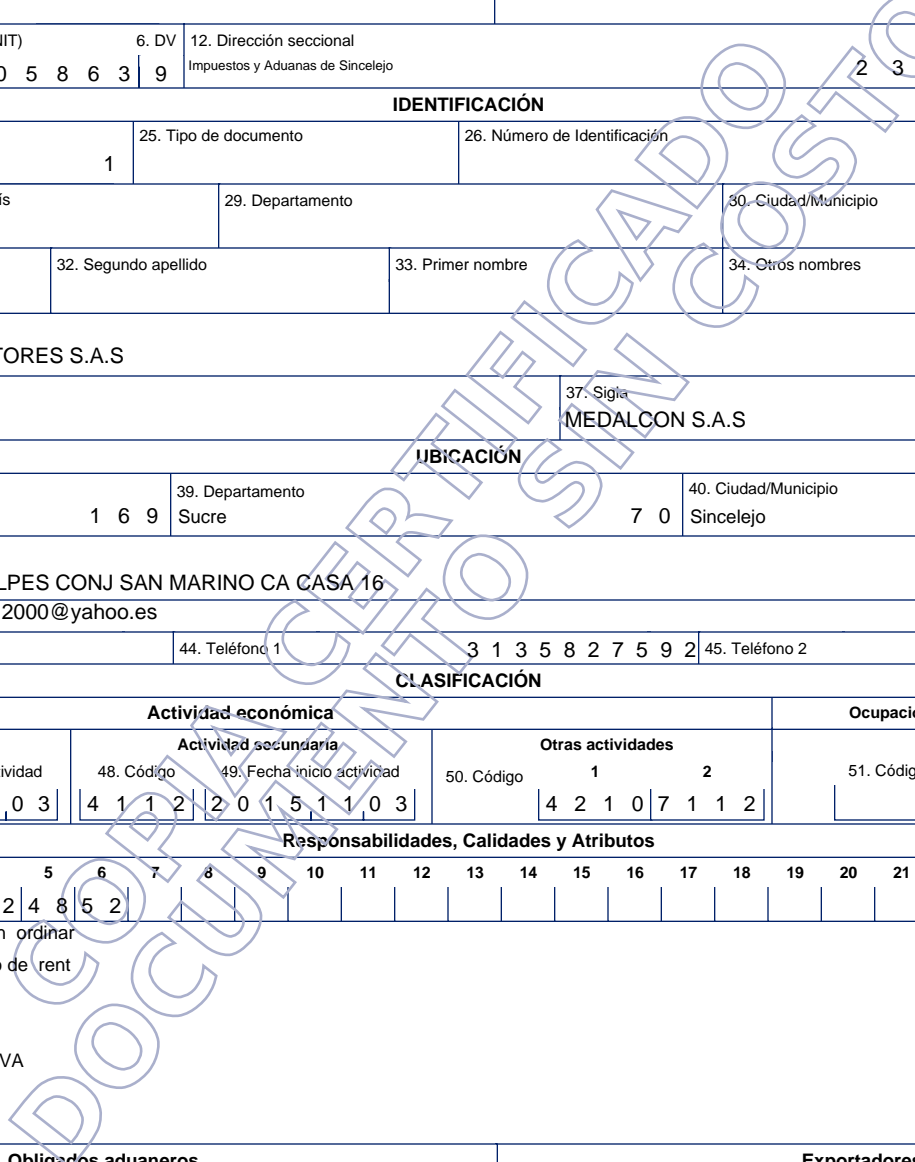 NIT) 6. DV 12. Dirección seccional
0 5 8 6 3 9 Impuestos y Aduanas de Sincelejo 2 3
IDENTIFICACIÓN
25. Tipo de documento 26. Número de Identificación
1
ís 29. Departamento 30. Ciudad/Municipio
32. Segundo apellido 33. Primer nombre 34. Otros nombres
TORES S.A.S
37. Sigla
MEDALCON S.A.S
UBICACIÓN
39. Departamento 40. Ciudad/Municipio
1 6 9 Sucre 7 0 Sincelejo
LPES CONJ SAN MARINO CA CASA 16
2000@yahoo.es
44. Teléfono 1 3 1 3 5 8 2 7 5 9 2 45. Teléfono 2
CLASIFICACIÓN
Actividad económica Ocupació
Actividad secundaria Otras actividades
ividad 48. Código 49. Fecha inicio actividad 50. Código 1 2 51. Códig
0 3 4 1 1 2 2 0 1 5 1 1 0 3 4 2 1 0 7 1 1 2
Responsabilidades, Calidades y Atributos
5 6 7 8 9 10 11 12 13 14 15 16 17 18 19 20 21
2 4 8 5 2
n ordinar
o de rent
VA
Obligados aduaneros Exportadores
COPIA CERTIFICADO
DOCUMENTO SIN COSTO